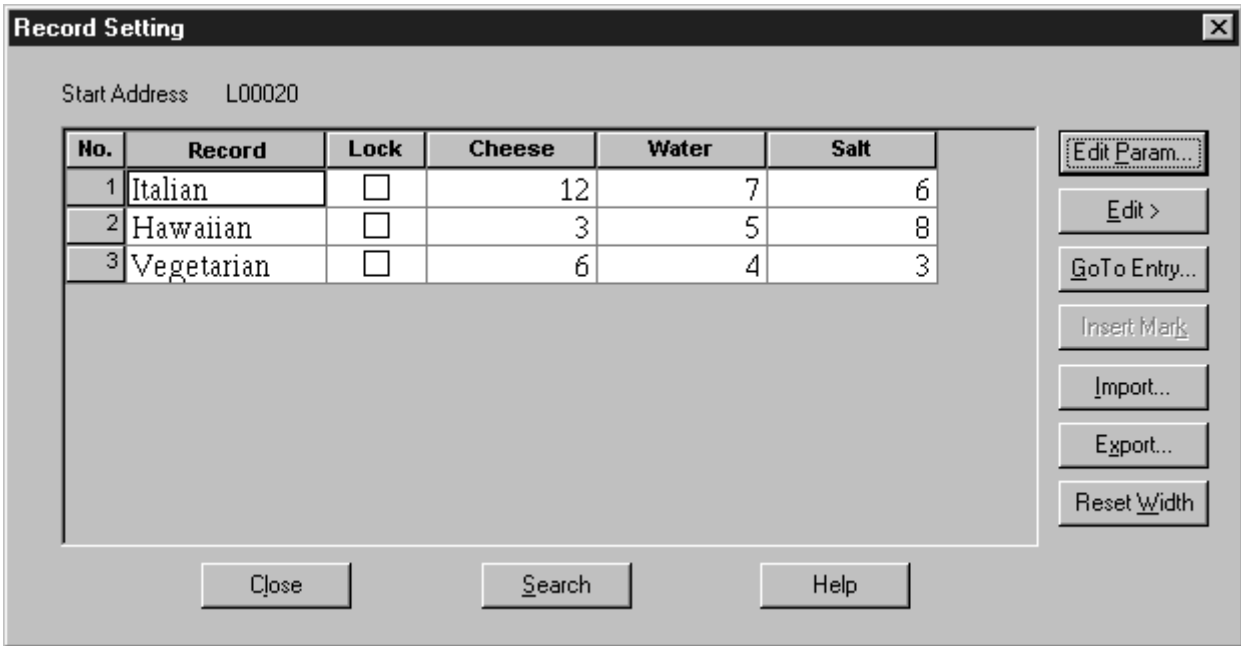 Record Setting
Start Address L00020
No. Record Lock Cheese Water Salt
1 Italian 12 7 6
2 Hawaiian 3 5 8
3 Vegetarian 6 4 3
Edit Param...
Edit >
GoTo Entry...
Insert Mark
Import...
Export...
Reset Width
Close Search Help